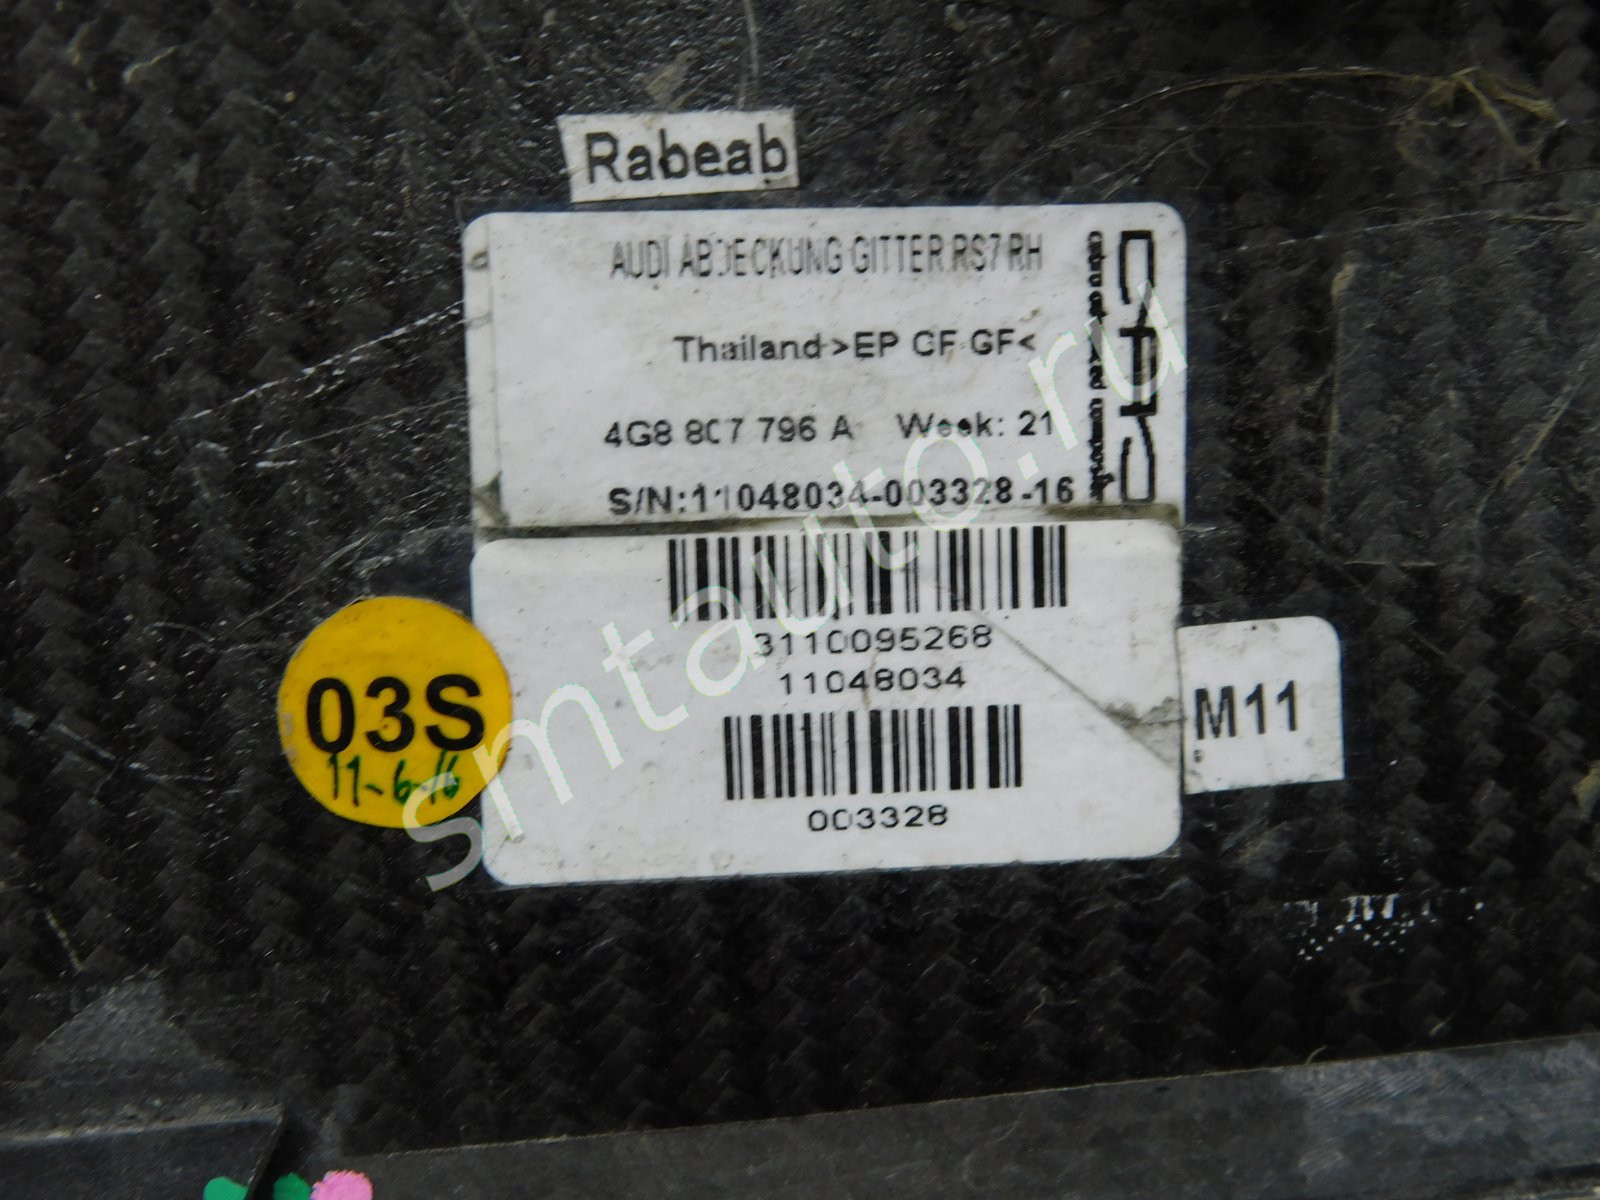 Rabeab
AUDI ABDECKUNG GITTER RS7 RH
Thailand >EP CF GF<
4G8 807 796 A Week: 21
S/N:11048034-003328-16
carbo
3110095268
11048034
003328
03S
11-6-16
M11
smtauto.ru